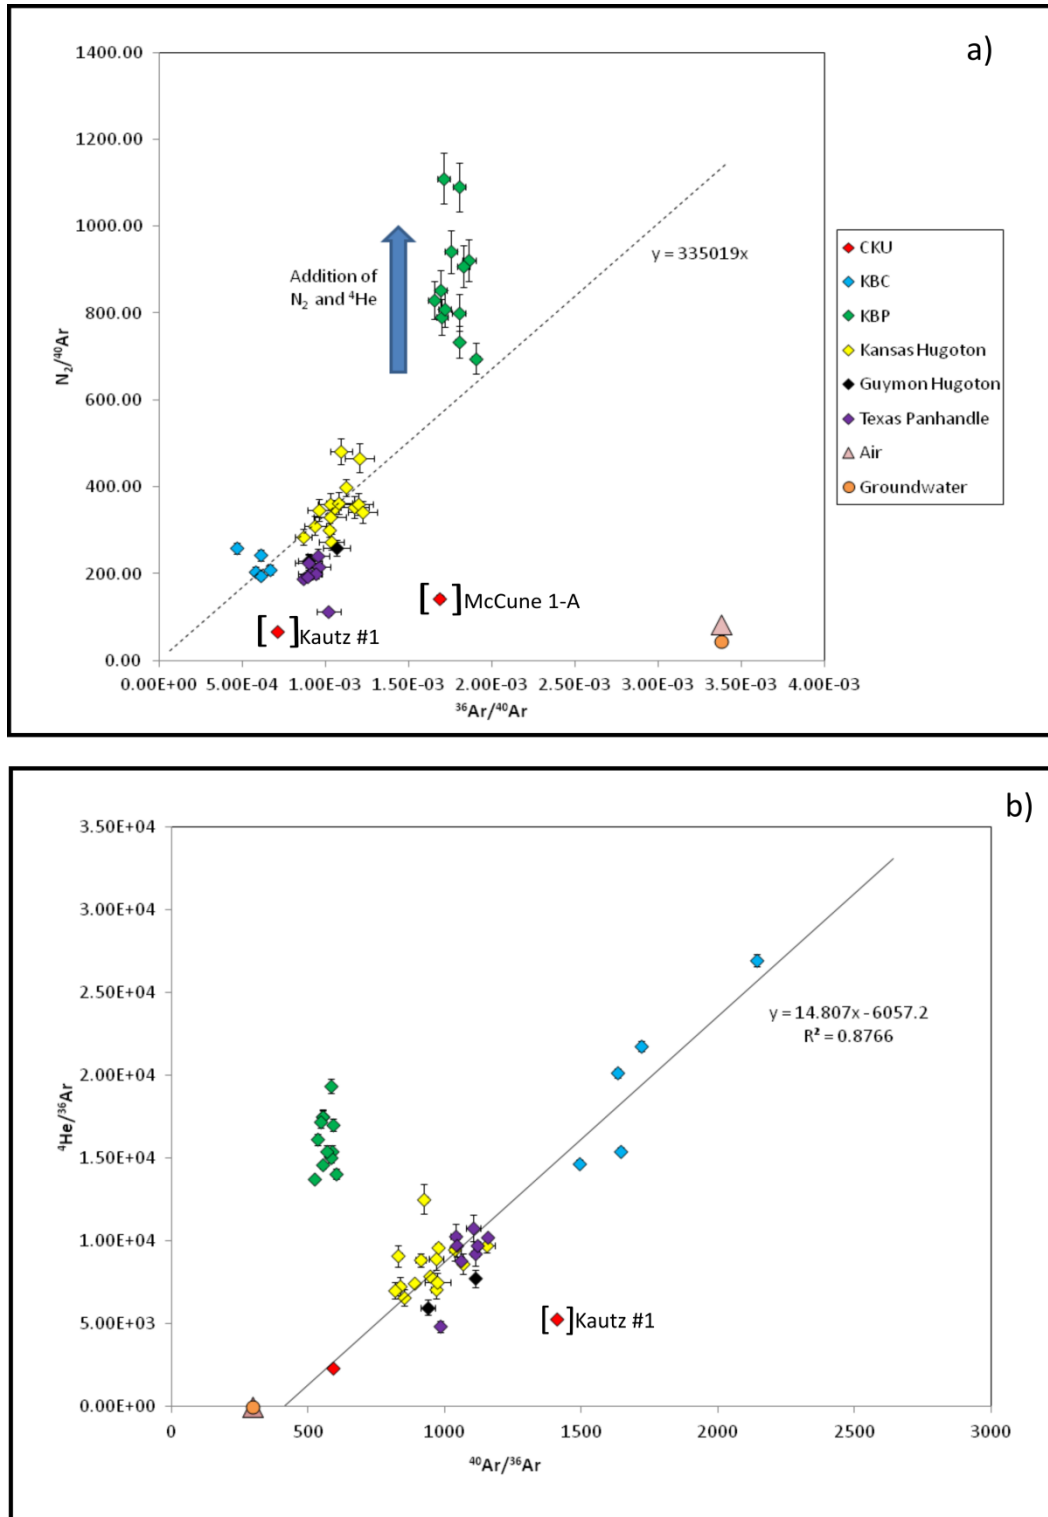 a)
1400.00
1200.00
1000.00
800.00
600.00
400.00
200.00
0.00
N₂/⁴⁰Ar
Addition of
N₂ and ⁴He
y = 335019x
[ ] McCune 1-A
[ ] Kautz #1
0.00E+00 5.00E-04 1.00E-03 1.50E-03 2.00E-03 2.50E-03 3.00E-03 3.50E-03 4.00E-03
³⁶Ar/⁴⁰Ar
CKU
KBC
KBP
Kansas Hugoton
Guymon Hugoton
Texas Panhandle
Air
Groundwater
b)
3.50E+04
3.00E+04
2.50E+04
2.00E+04
1.50E+04
1.00E+04
5.00E+03
0.00E+00
⁴He/³⁶Ar
y = 14.807x - 6057.2
R² = 0.8766
[ ] Kautz #1
0 500 1000 1500 2000 2500 3000
⁴⁰Ar/³⁶Ar